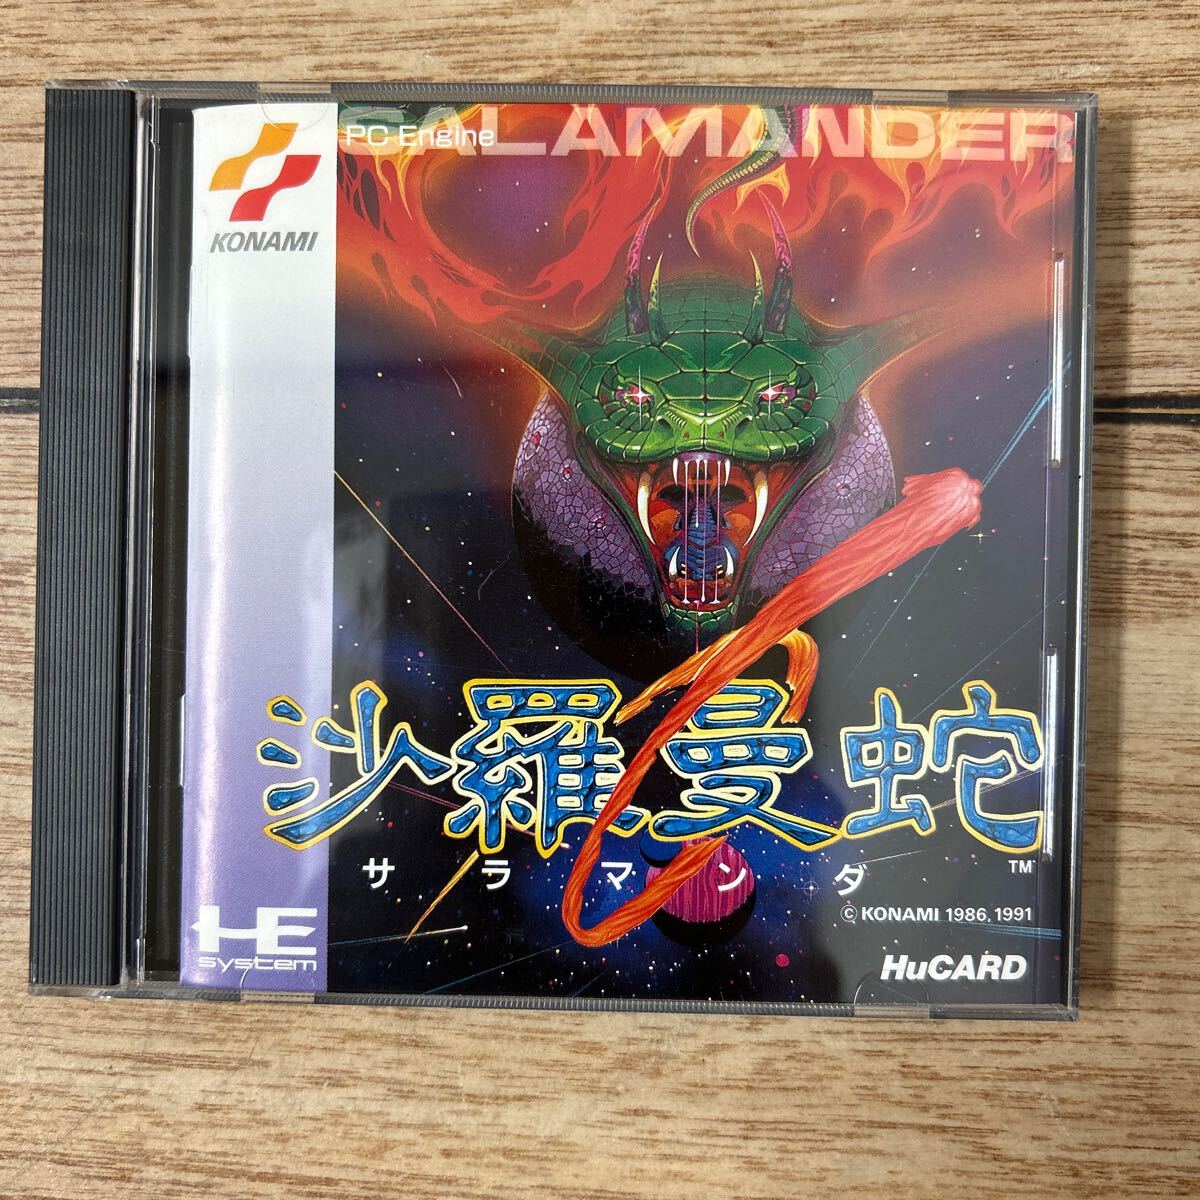 SALAMANDER
PC Engine
KONAMI
沙羅曼蛇
TM
サラマンダ
© KONAMI 1986, 1991
HE
system
HuCARD